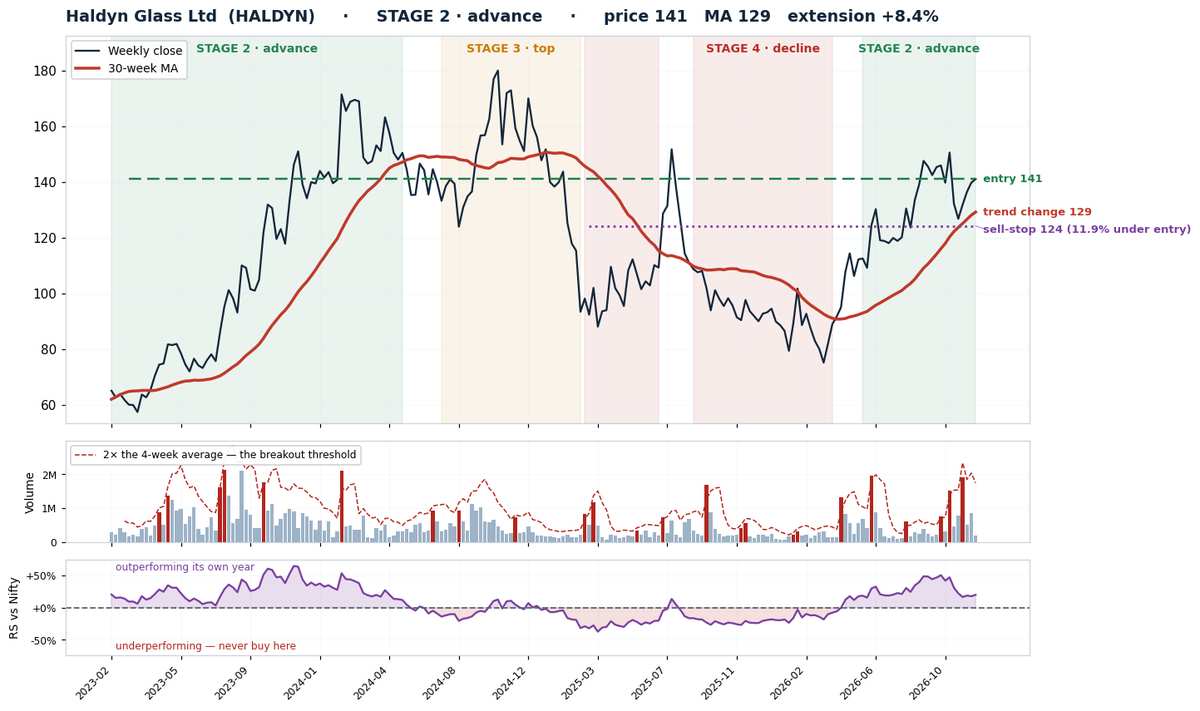 Haldyn Glass Ltd (HALDYN) · STAGE 2 · advance · price 141 MA 129 extension +8.4%
Weekly close
30-week MA
STAGE 2 · advance
STAGE 3 · top
STAGE 4 · decline
STAGE 2 · advance
180
160
140
120
100
80
60
entry 141
trend change 129
sell-stop 124 (11.9% under entry)
2× the 4-week average — the breakout threshold
Volume
2M
1M
0
RS vs Nifty
+50%
+0%
-50%
outperforming its own year
underperforming — never buy here
2023-02
2023-05
2023-09
2024-01
2024-04
2024-08
2024-12
2025-03
2025-07
2025-11
2026-02
2026-06
2026-10